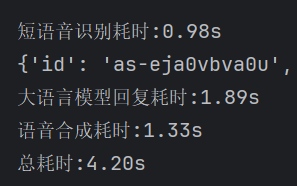 短语音识别耗时:0.98s
{'id': 'as-eja0vbva0u',
大语言模型回复耗时:1.89s
语音合成耗时:1.33s
总耗时:4.20s